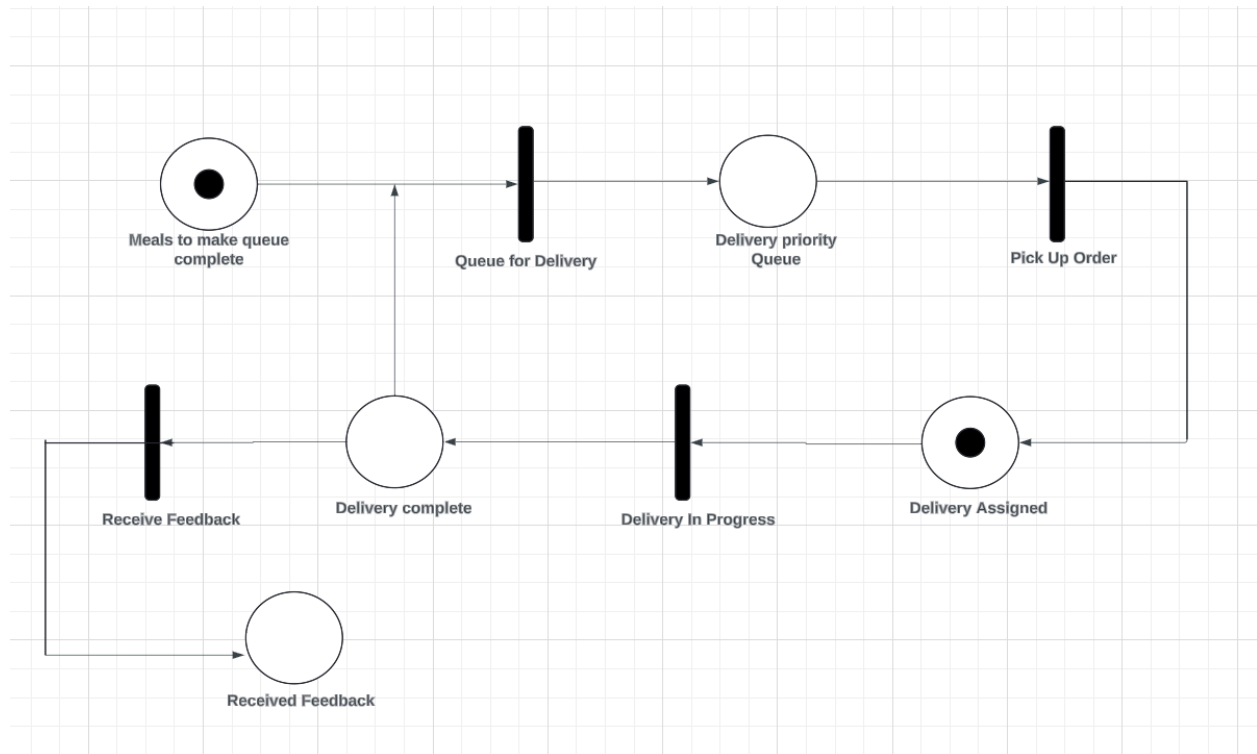 Meals to make queue
complete
Queue for Delivery
Delivery priority
Queue
Pick Up Order
Receive Feedback
Delivery complete
Delivery In Progress
Delivery Assigned
Received Feedback